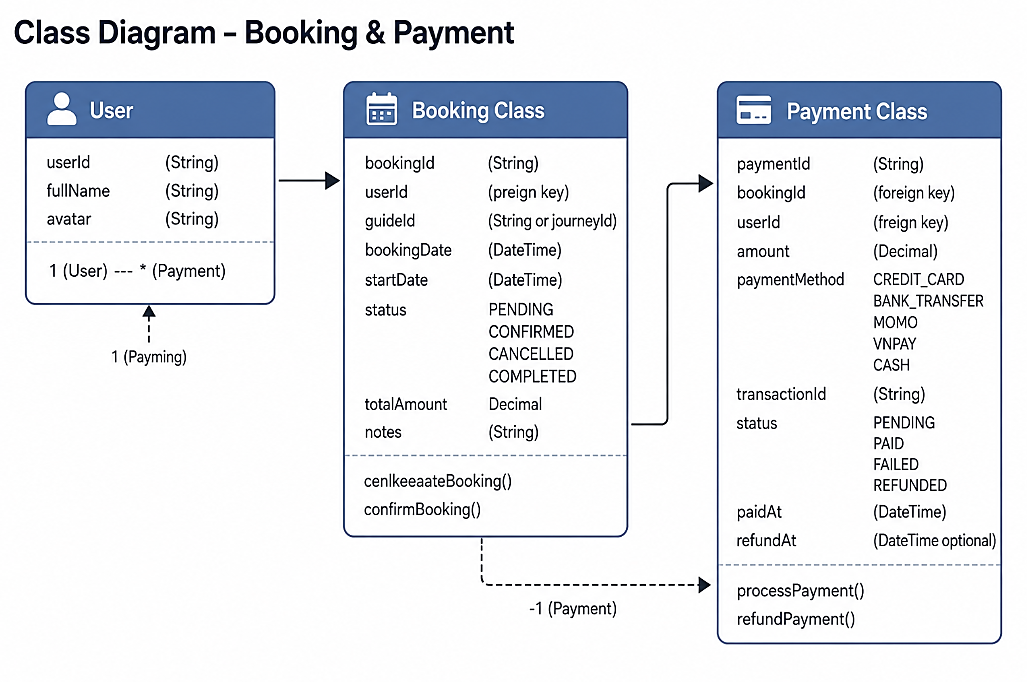 Class Diagram – Booking & Payment
User
userId (String)
fullName (String)
avatar (String)
1 (User) --- * (Payment)
1 (Payming)
Booking Class
bookingId (String)
userId (preign key)
guideId (String or journeyId)
bookingDate (DateTime)
startDate (DateTime)
status PENDING
CONFIRMED
CANCELLED
COMPLETED
totalAmount Decimal
notes (String)
cenlkeeaateBooking()
confirmBooking()
-1 (Payment)
Payment Class
paymentId (String)
bookingId (foreign key)
userId (freign key)
amount (Decimal)
paymentMethod CREDIT_CARD
BANK_TRANSFER
MOMO
VNPAY
CASH
transactionId (String)
status PENDING
PAID
FAILED
REFUNDED
paidAt (DateTime)
refundAt (DateTime optional)
processPayment()
refundPayment()